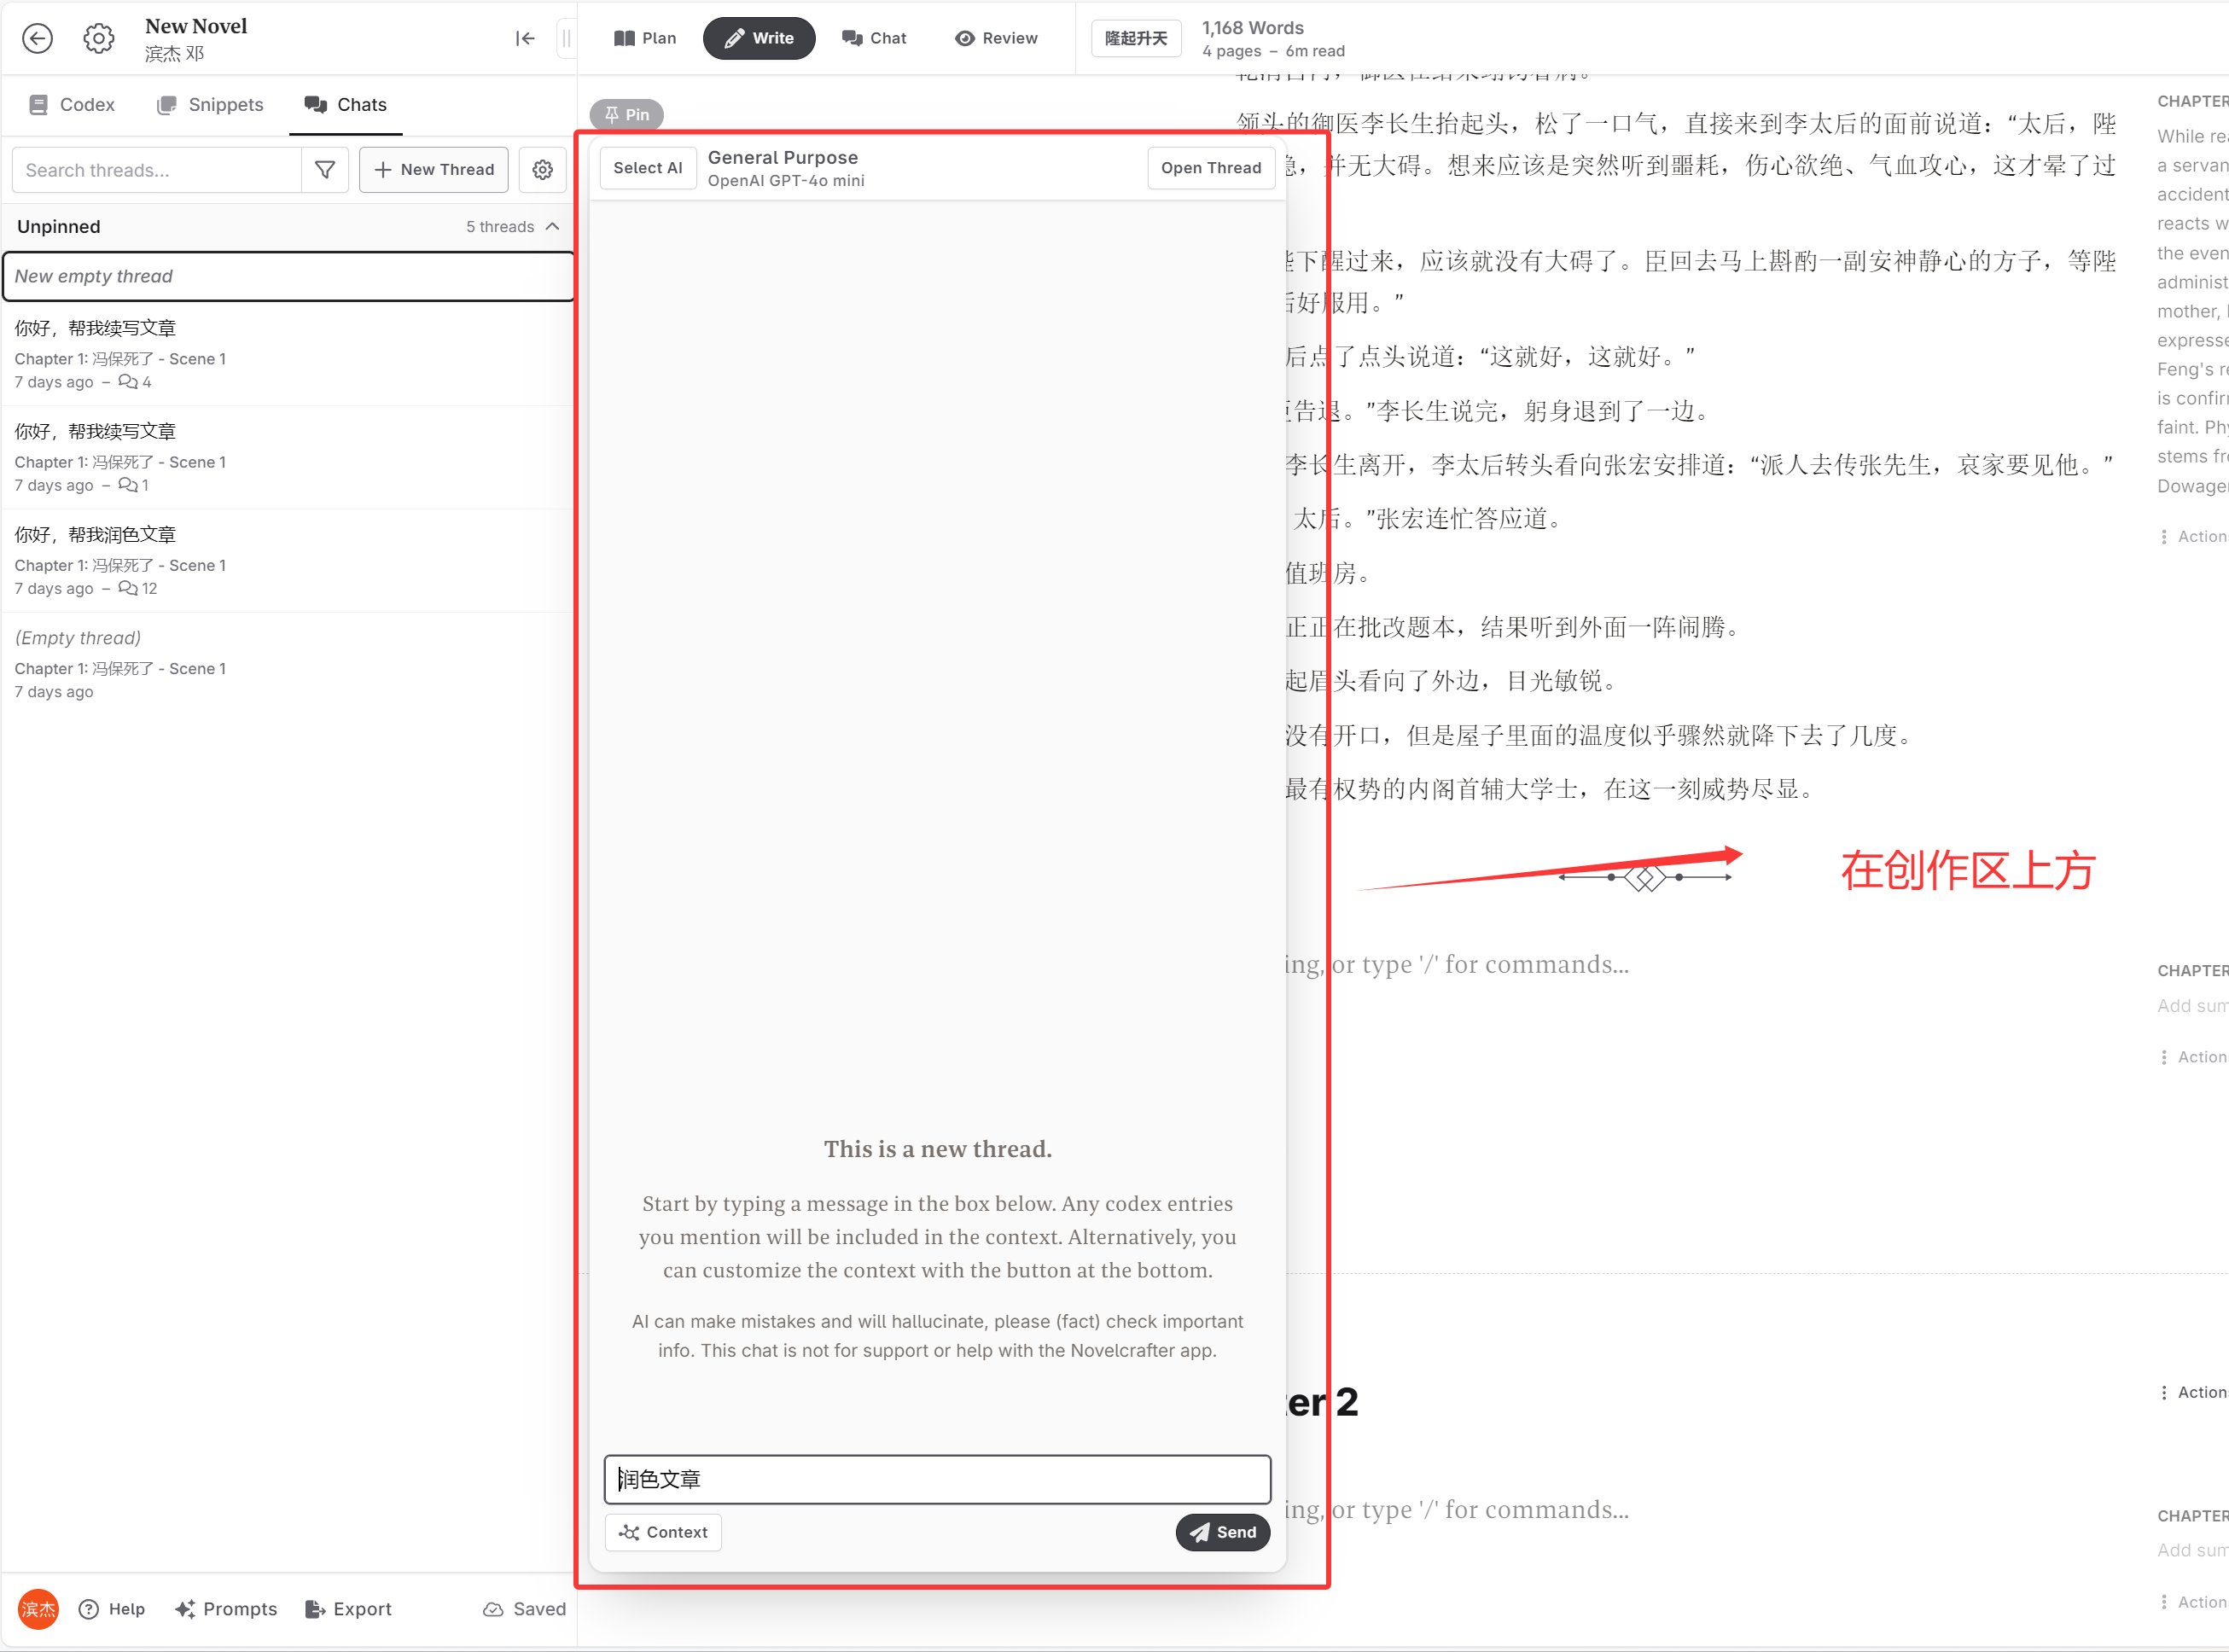 New Novel
滨杰 邓
Plan
Write
Chat
Review
隆起升天
1,168 Words
4 pages – 6m read
Codex
Snippets
Chats
Search threads...
New Thread
Unpinned
5 threads
New empty thread
你好，帮我续写文章
Chapter 1: 冯保死了 - Scene 1
7 days ago – 4
你好，帮我续写文章
Chapter 1: 冯保死了 - Scene 1
7 days ago – 1
你好，帮我润色文章
Chapter 1: 冯保死了 - Scene 1
7 days ago – 12
(Empty thread)
Chapter 1: 冯保死了 - Scene 1
7 days ago
滨杰
Help
Prompts
Export
Saved
Pin
Select AI
General Purpose
OpenAI GPT-4o mini
Open Thread
This is a new thread.
Start by typing a message in the box below. Any codex entries
you mention will be included in the context. Alternatively, you
can customize the context with the button at the bottom.
AI can make mistakes and will hallucinate, please (fact) check important
info. This chat is not for support or help with the Novelcrafter app.
润色文章
Context
Send
领头的御医李长生抬起头，松了一口气，直接来到李太后的面前说道：“太后，陛
，并无大碍。想来应该是突然听到噩耗，伤心欲绝、气血攻心，这才晕了过
下醒过来，应该就没有大碍了。臣回去马上斟酌一副安神静心的方子，等陛
后好服用。”
后点了点头说道：“这就好，这就好。”
告退。”李长生说完，躬身退到了一边。
李长生离开，李太后转头看向张宏安排道：“派人去传张先生，哀家要见他。”
太后。”张宏连忙答应道。
值班房。
正正在批改题本，结果听到外面一阵闹腾。
起眉头看向了外边，目光敏锐。
没有开口，但是屋子里面的温度似乎骤然就降下去了几度。
最有权势的内阁首辅大学士，在这一刻威势尽显。
在创作区上方
ing, or type '/' for commands...
ter 2
ing, or type '/' for commands...
CHAPTER
While rea
a servan
accident
reacts w
the even
administ
mother,
expresse
Feng's re
is confir
faint. Phy
stems fro
Dowager
Action
CHAPTER
Add sum
Action
Action
CHAPTER
Add sum
Action